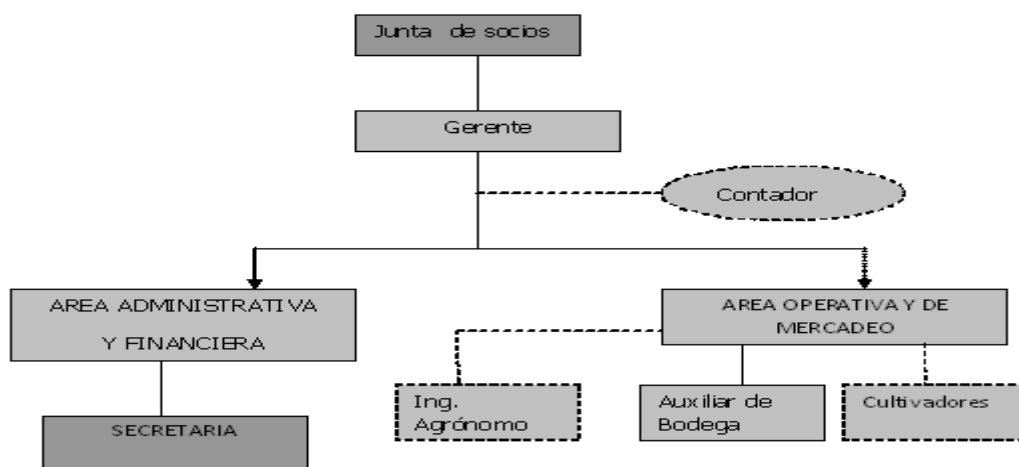 Junta de socios
Gerente
Contador
AREA ADMINISTRATIVA
Y FINANCIERA
AREA OPERATIVA Y DE
MERCADEO
Ing.
Agrónomo
Auxiliar de
Bodega
Cultivadores
SECRETARIA